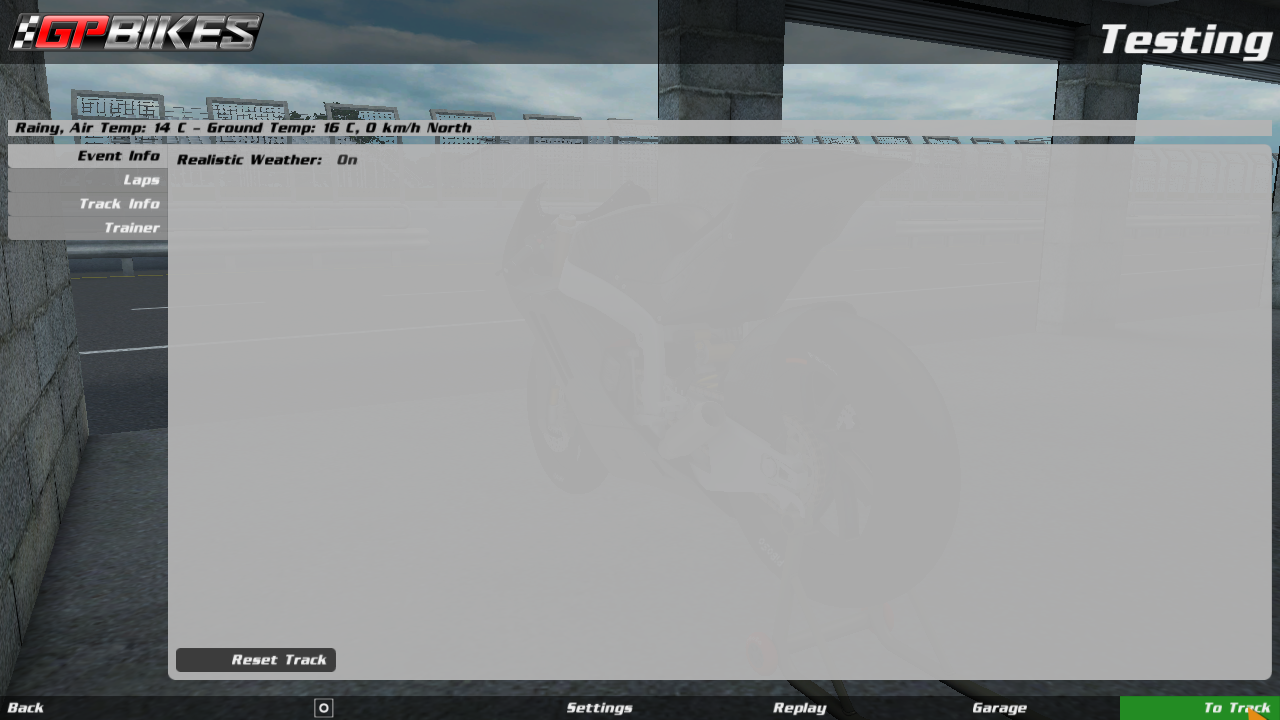 GPBIKES
Testing
Rainy, Air Temp: 14 C - Ground Temp: 16 C, 0 km/h North
Event Info
Realistic Weather: On
Laps
Track Info
Trainer
Reset Track
Back
Settings
Replay
Garage
To Track